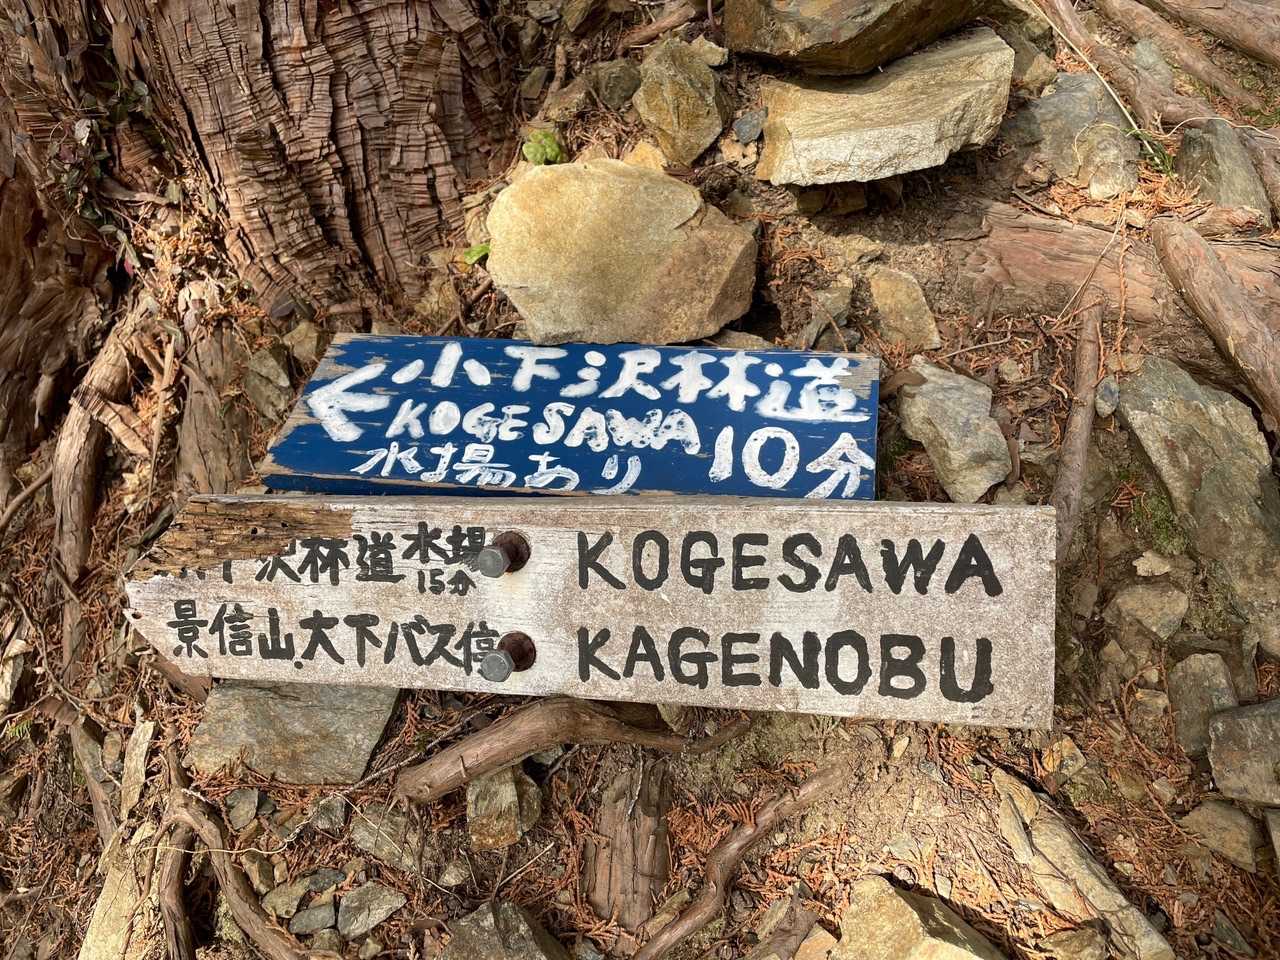 小下沢林道
KOGESAWA 10分
水場あり
下沢林道 水場 KOGESAWA
15分
景信山.大下バス停 KAGENOBU